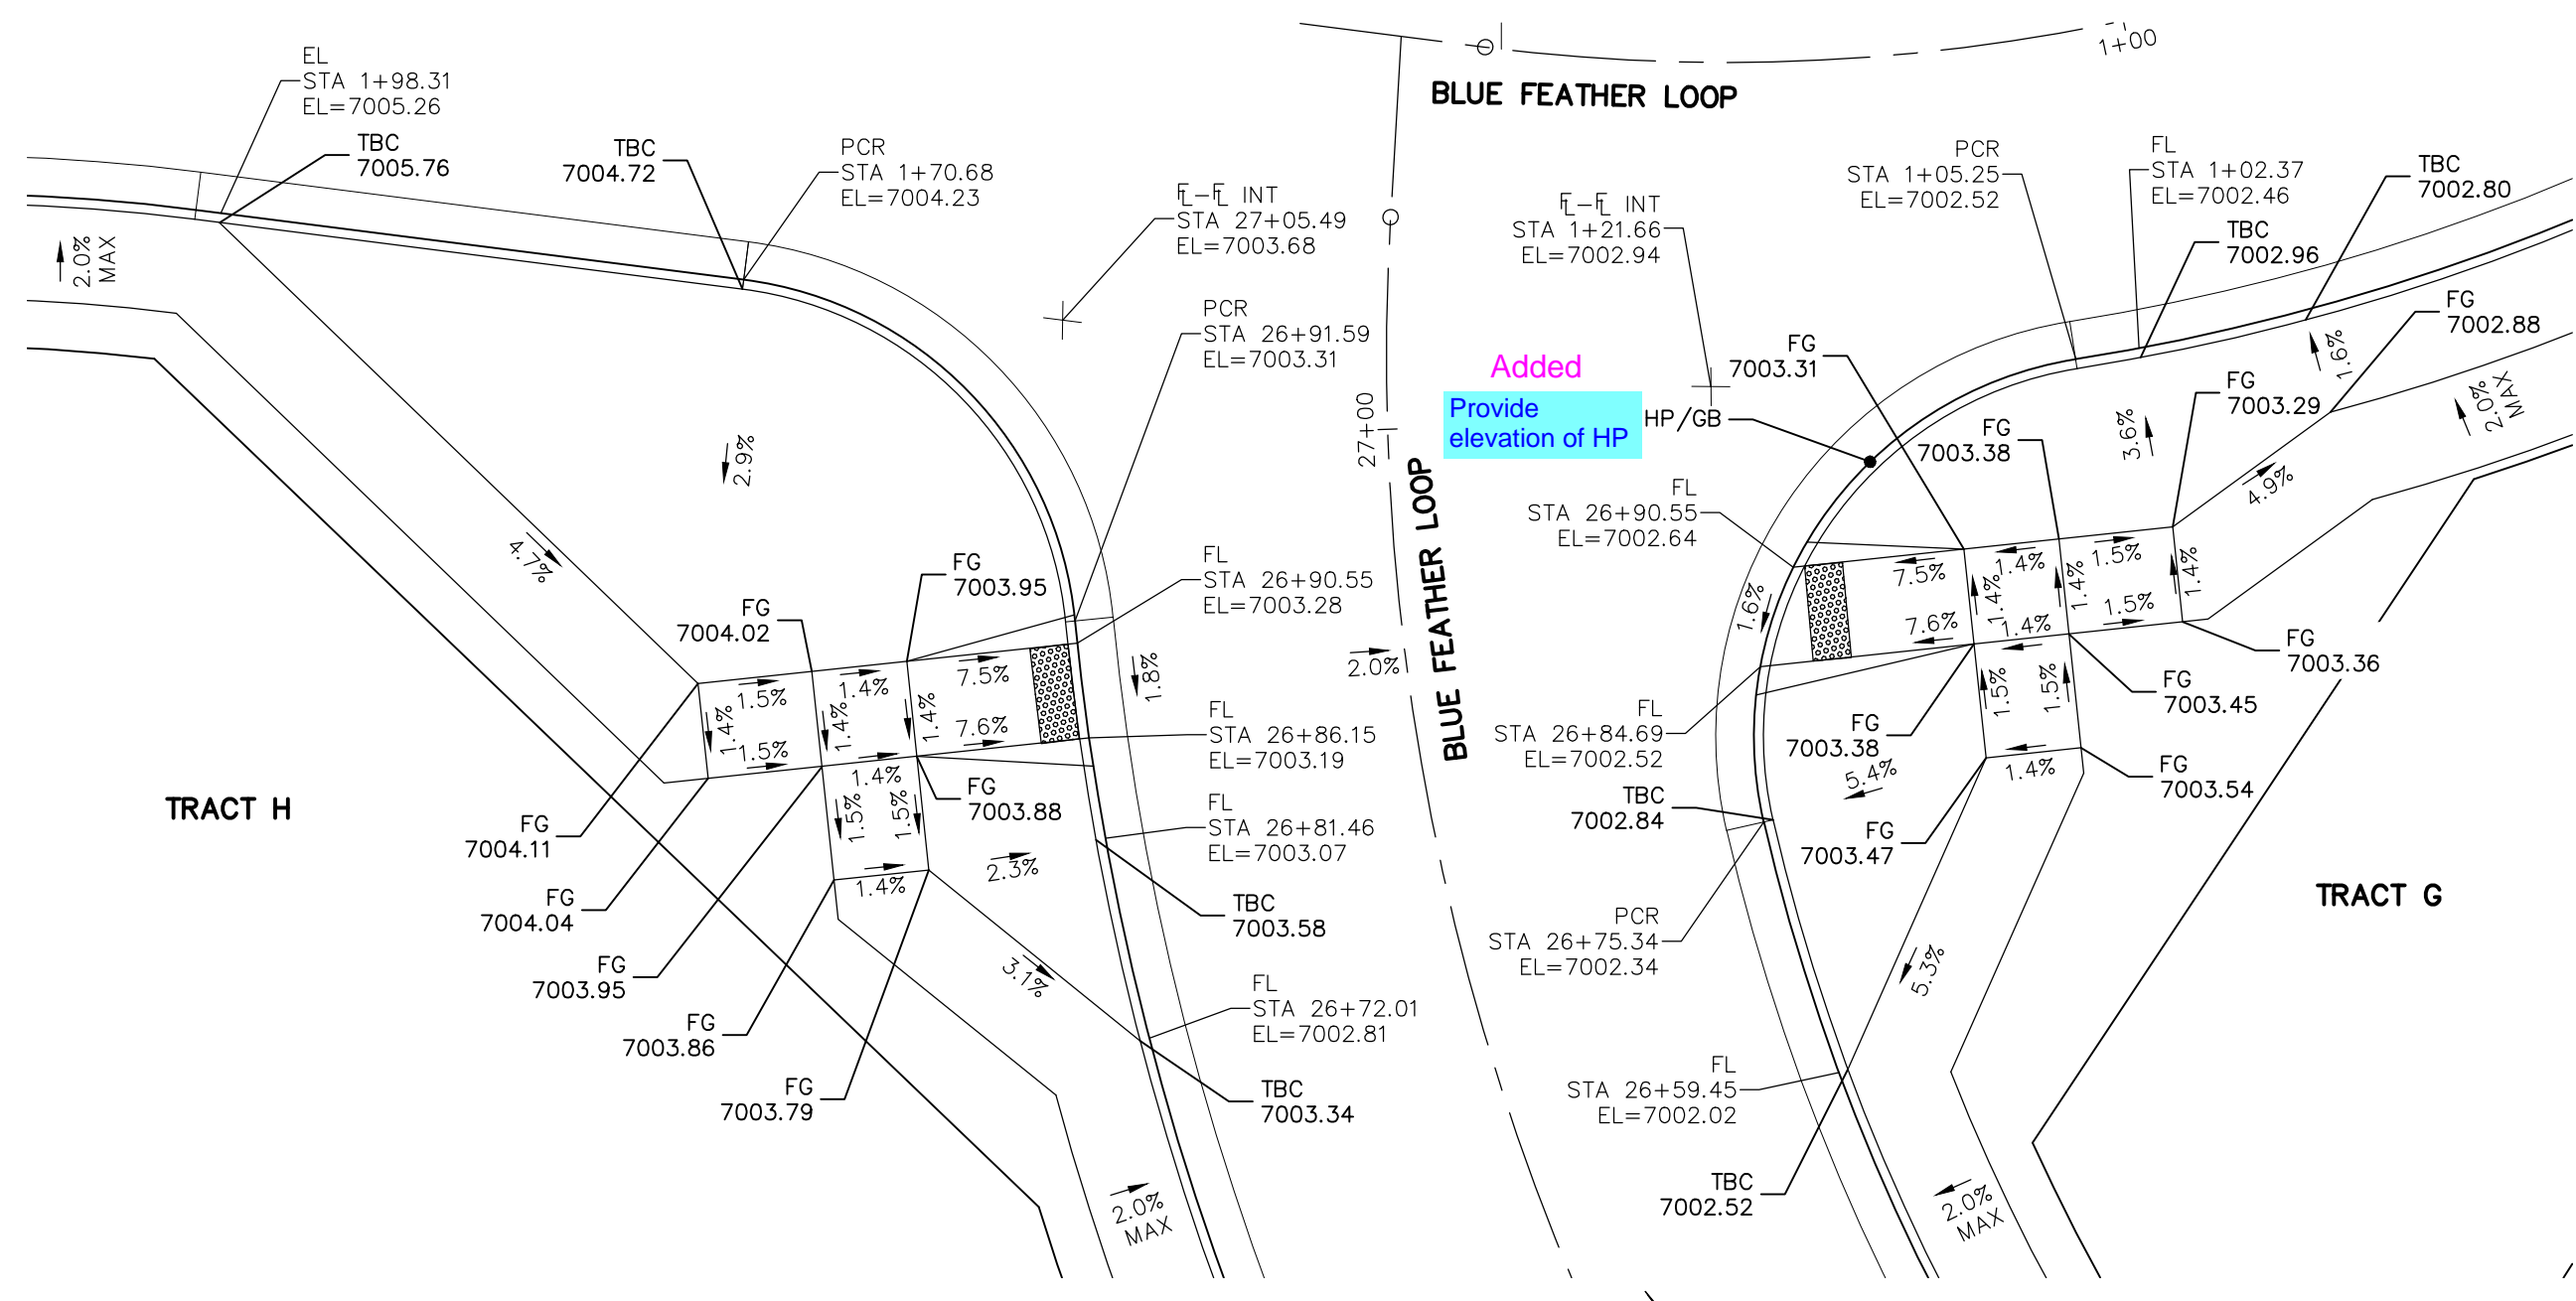 EL
STA 1+98.31
EL=7005.26
TBC
7005.76
TBC
7004.72
PCR
STA 1+70.68
EL=7004.23
FL-FL INT
STA 27+05.49
EL=7003.68
PCR
STA 26+91.59
EL=7003.31
2.0%
MAX
2.9%
4.7%
FG
7003.95
FG
7004.02
FL
STA 26+90.55
EL=7003.28
1.5%
1.4%
7.5%
1.4%
1.4%
1.4%
1.8%
1.5%
1.4%
7.6%
FL
STA 26+86.15
EL=7003.19
FG
7003.88
FL
STA 26+81.46
EL=7003.07
1.5%
1.5%
1.4%
2.3%
TRACT H
FG
7004.11
FG
7004.04
FG
7003.95
FG
7003.86
FG
7003.79
TBC
7003.58
3.1%
FL
STA 26+72.01
EL=7002.81
TBC
7003.34
2.0%
MAX
1+00
BLUE FEATHER LOOP
27+00
BLUE FEATHER LOOP
2.0%
FL-FL INT
STA 1+21.66
EL=7002.94
PCR
STA 1+05.25
EL=7002.52
FL
STA 1+02.37
EL=7002.46
TBC
7002.80
TBC
7002.96
FG
7002.88
Added
Provide
elevation of HP
HP/GB
FG
7003.31
FG
7003.38
FG
7003.29
1.6%
3.6%
2.0%
MAX
4.9%
FL
STA 26+90.55
EL=7002.64
1.6%
7.5%
1.4%
1.5%
1.4%
1.4%
1.4%
7.6%
1.4%
1.5%
FG
7003.36
FG
7003.45
FL
STA 26+84.69
EL=7002.52
FG
7003.38
1.5%
1.5%
1.4%
FG
7003.54
5.4%
TBC
7002.84
FG
7003.47
TRACT G
PCR
STA 26+75.34
EL=7002.34
5.3%
FL
STA 26+59.45
EL=7002.02
TBC
7002.52
2.0%
MAX